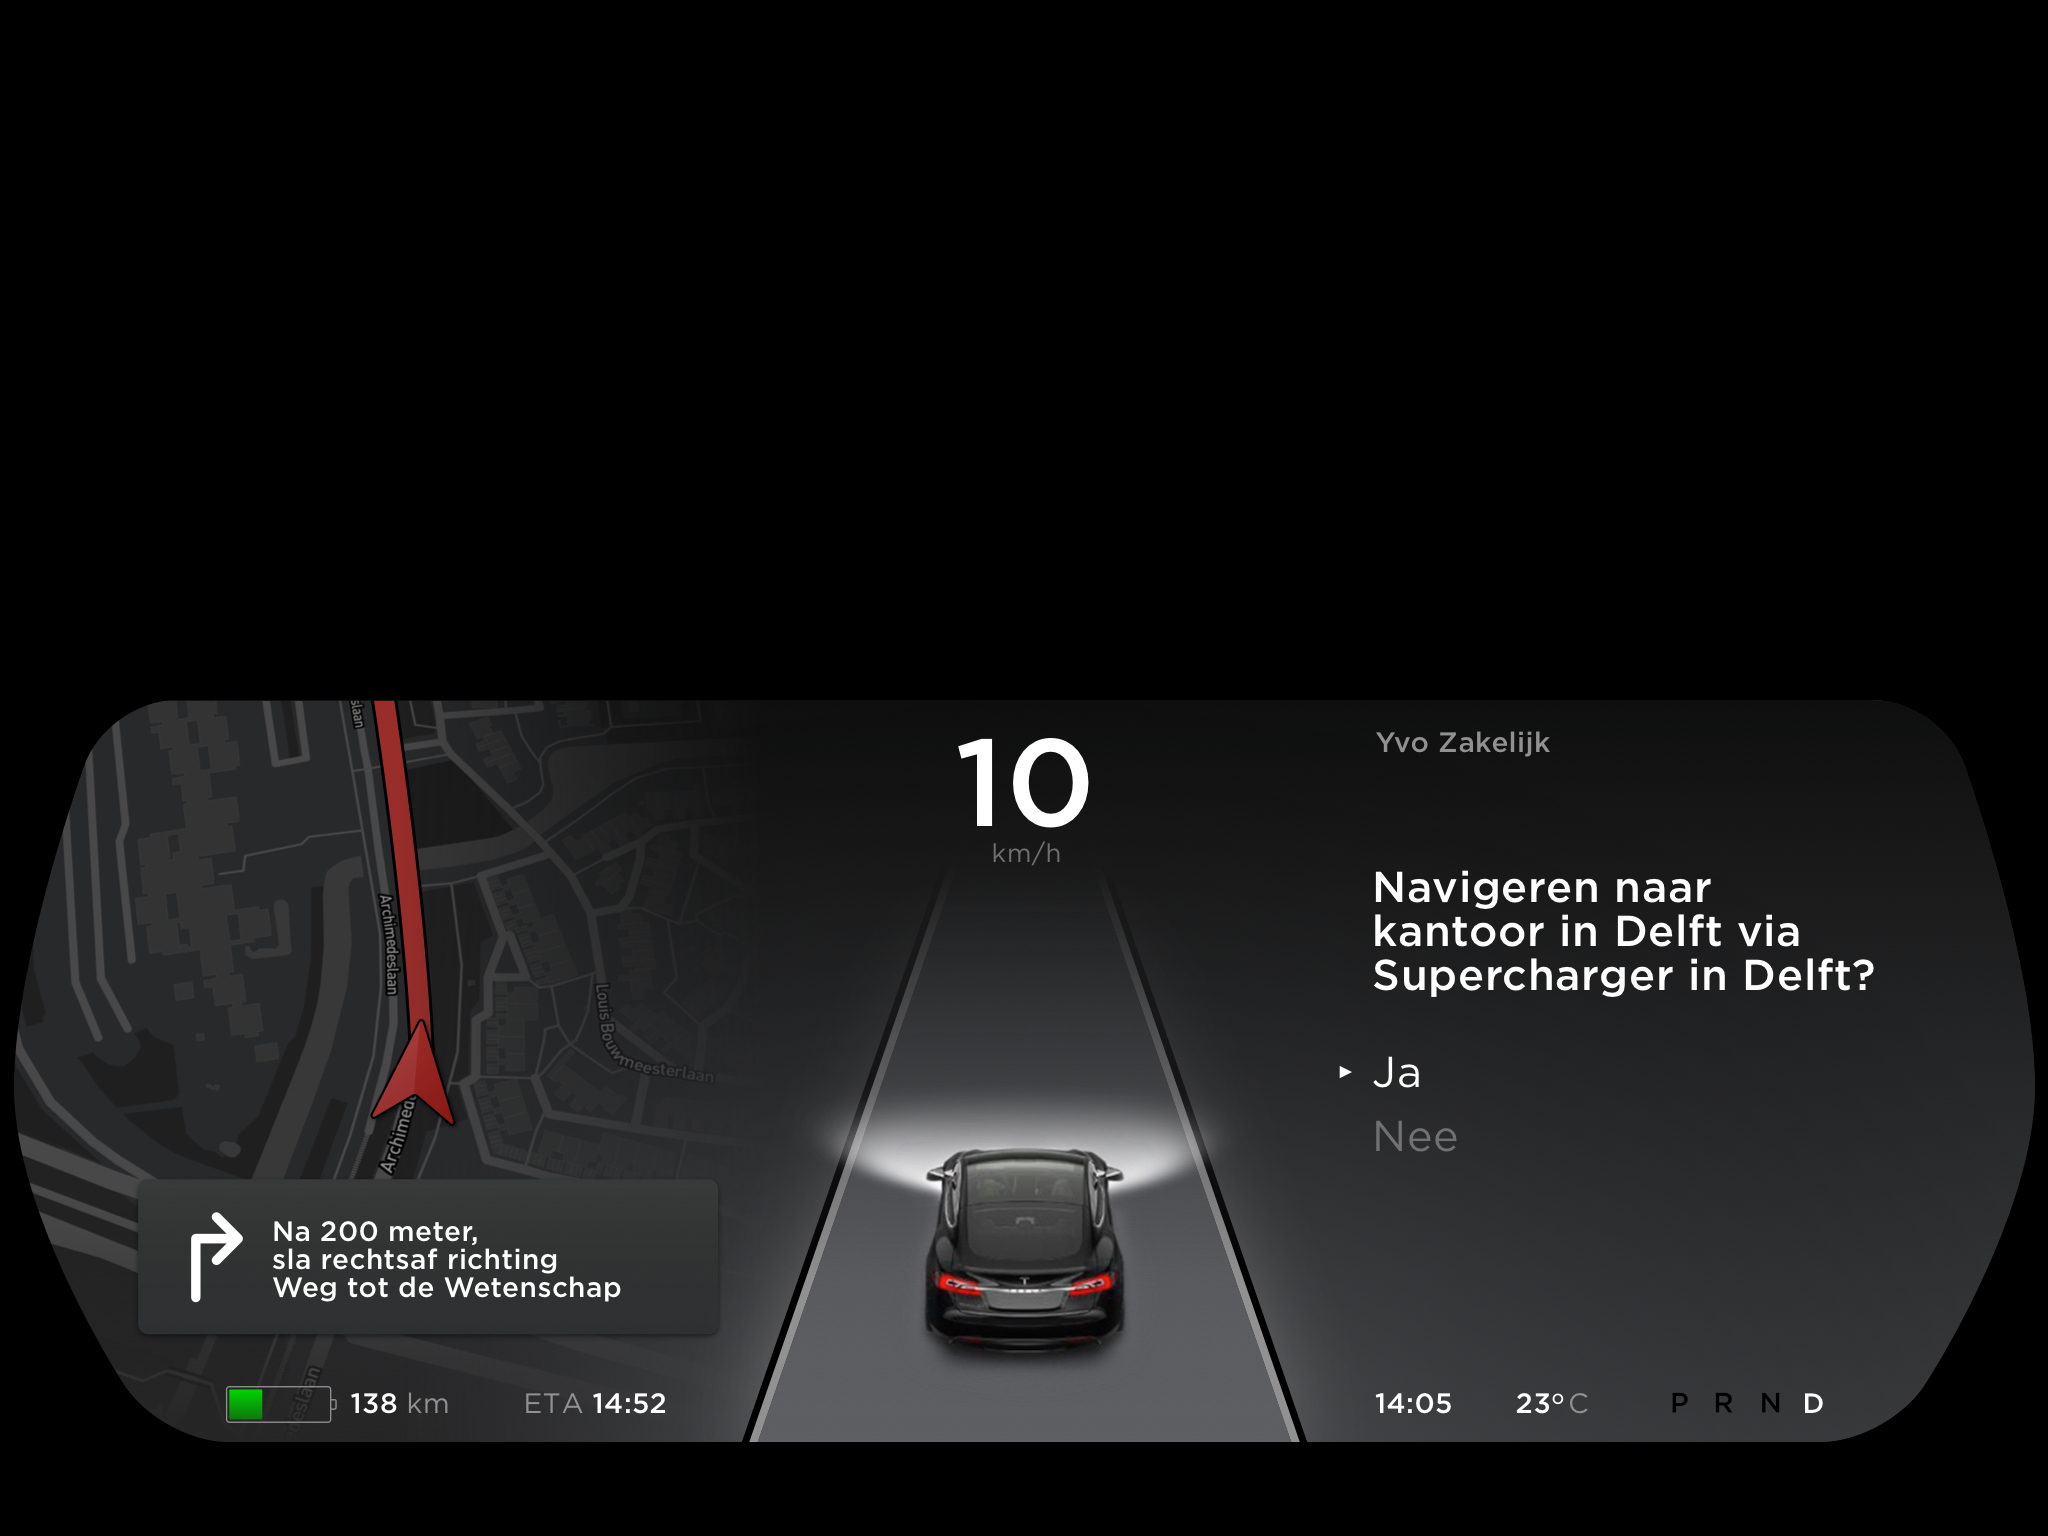 slaan
Archimedeslaan
Louis Bouwmeesterlaan
Na 200 meter,
sla rechtsaf richting
Weg tot de Wetenschap
138 km
ETA 14:52
10
km/h
Yvo Zakelijk
Navigeren naar
kantoor in Delft via
Supercharger in Delft?
Ja
Nee
14:05
23°C
P R N D